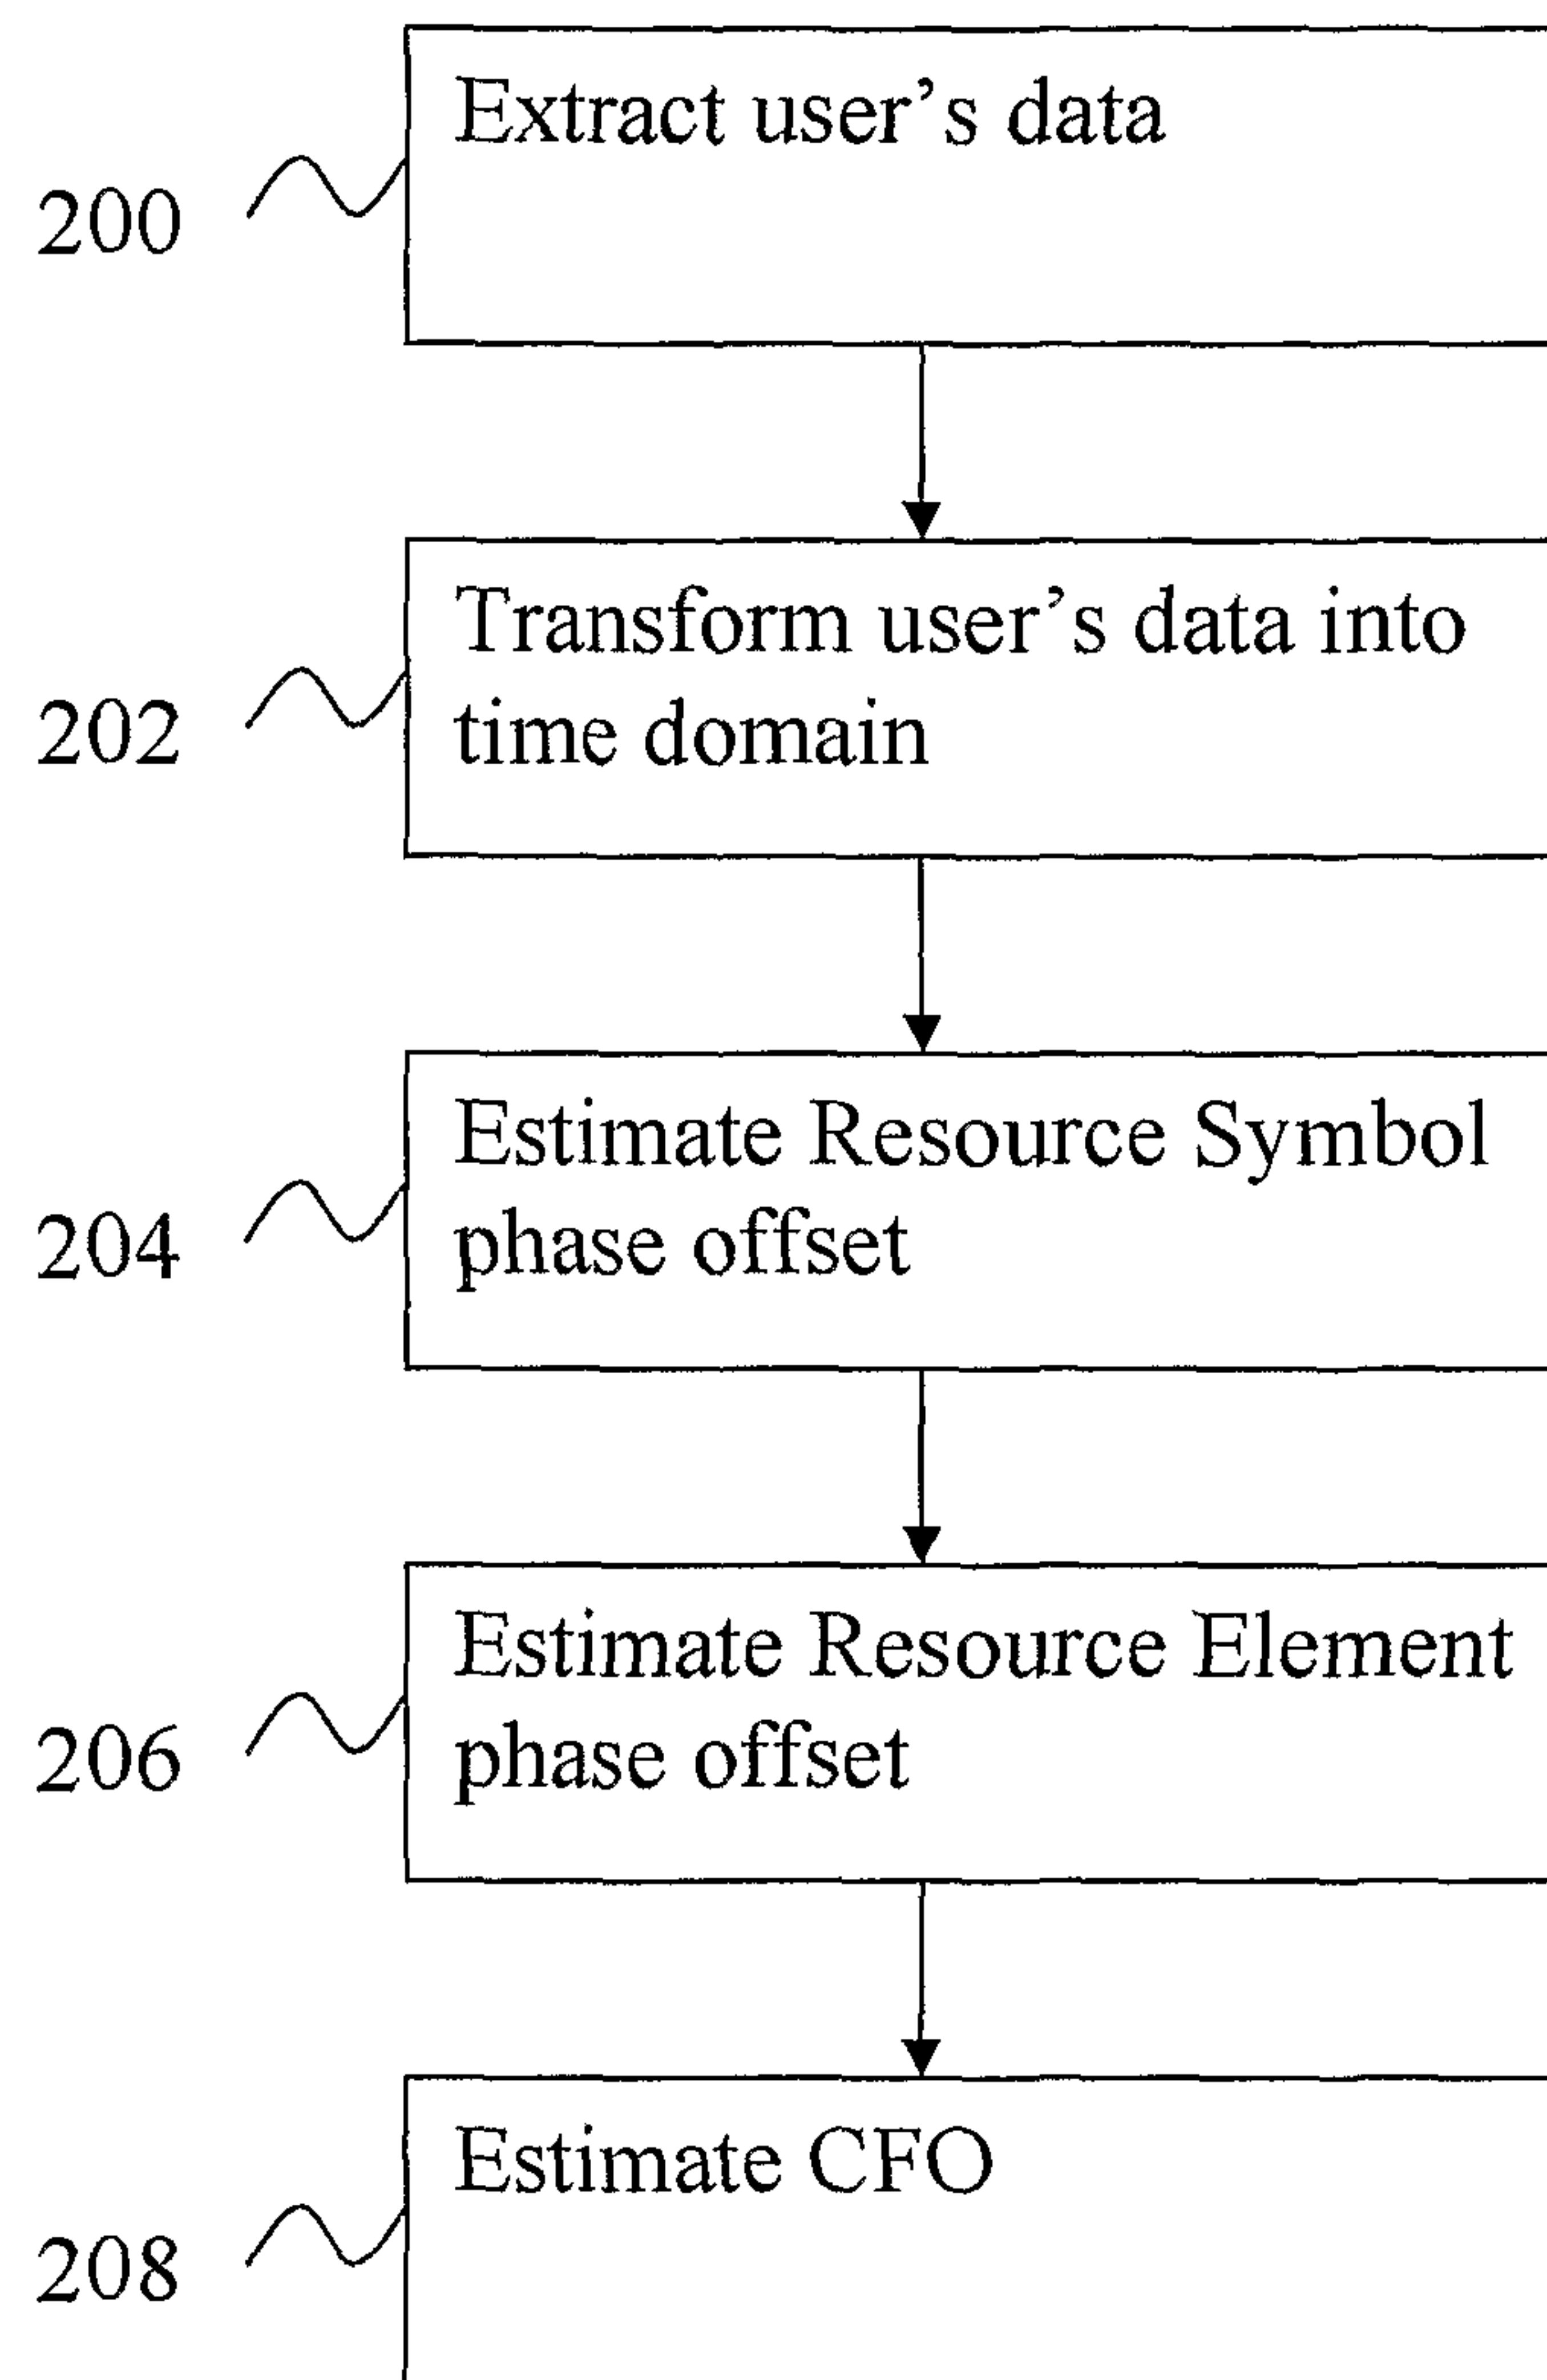 Extract user's data
200
Transform user's data into
time domain
202
Estimate Resource Symbol
phase offset
204
Estimate Resource Element
phase offset
206
Estimate CFO
208